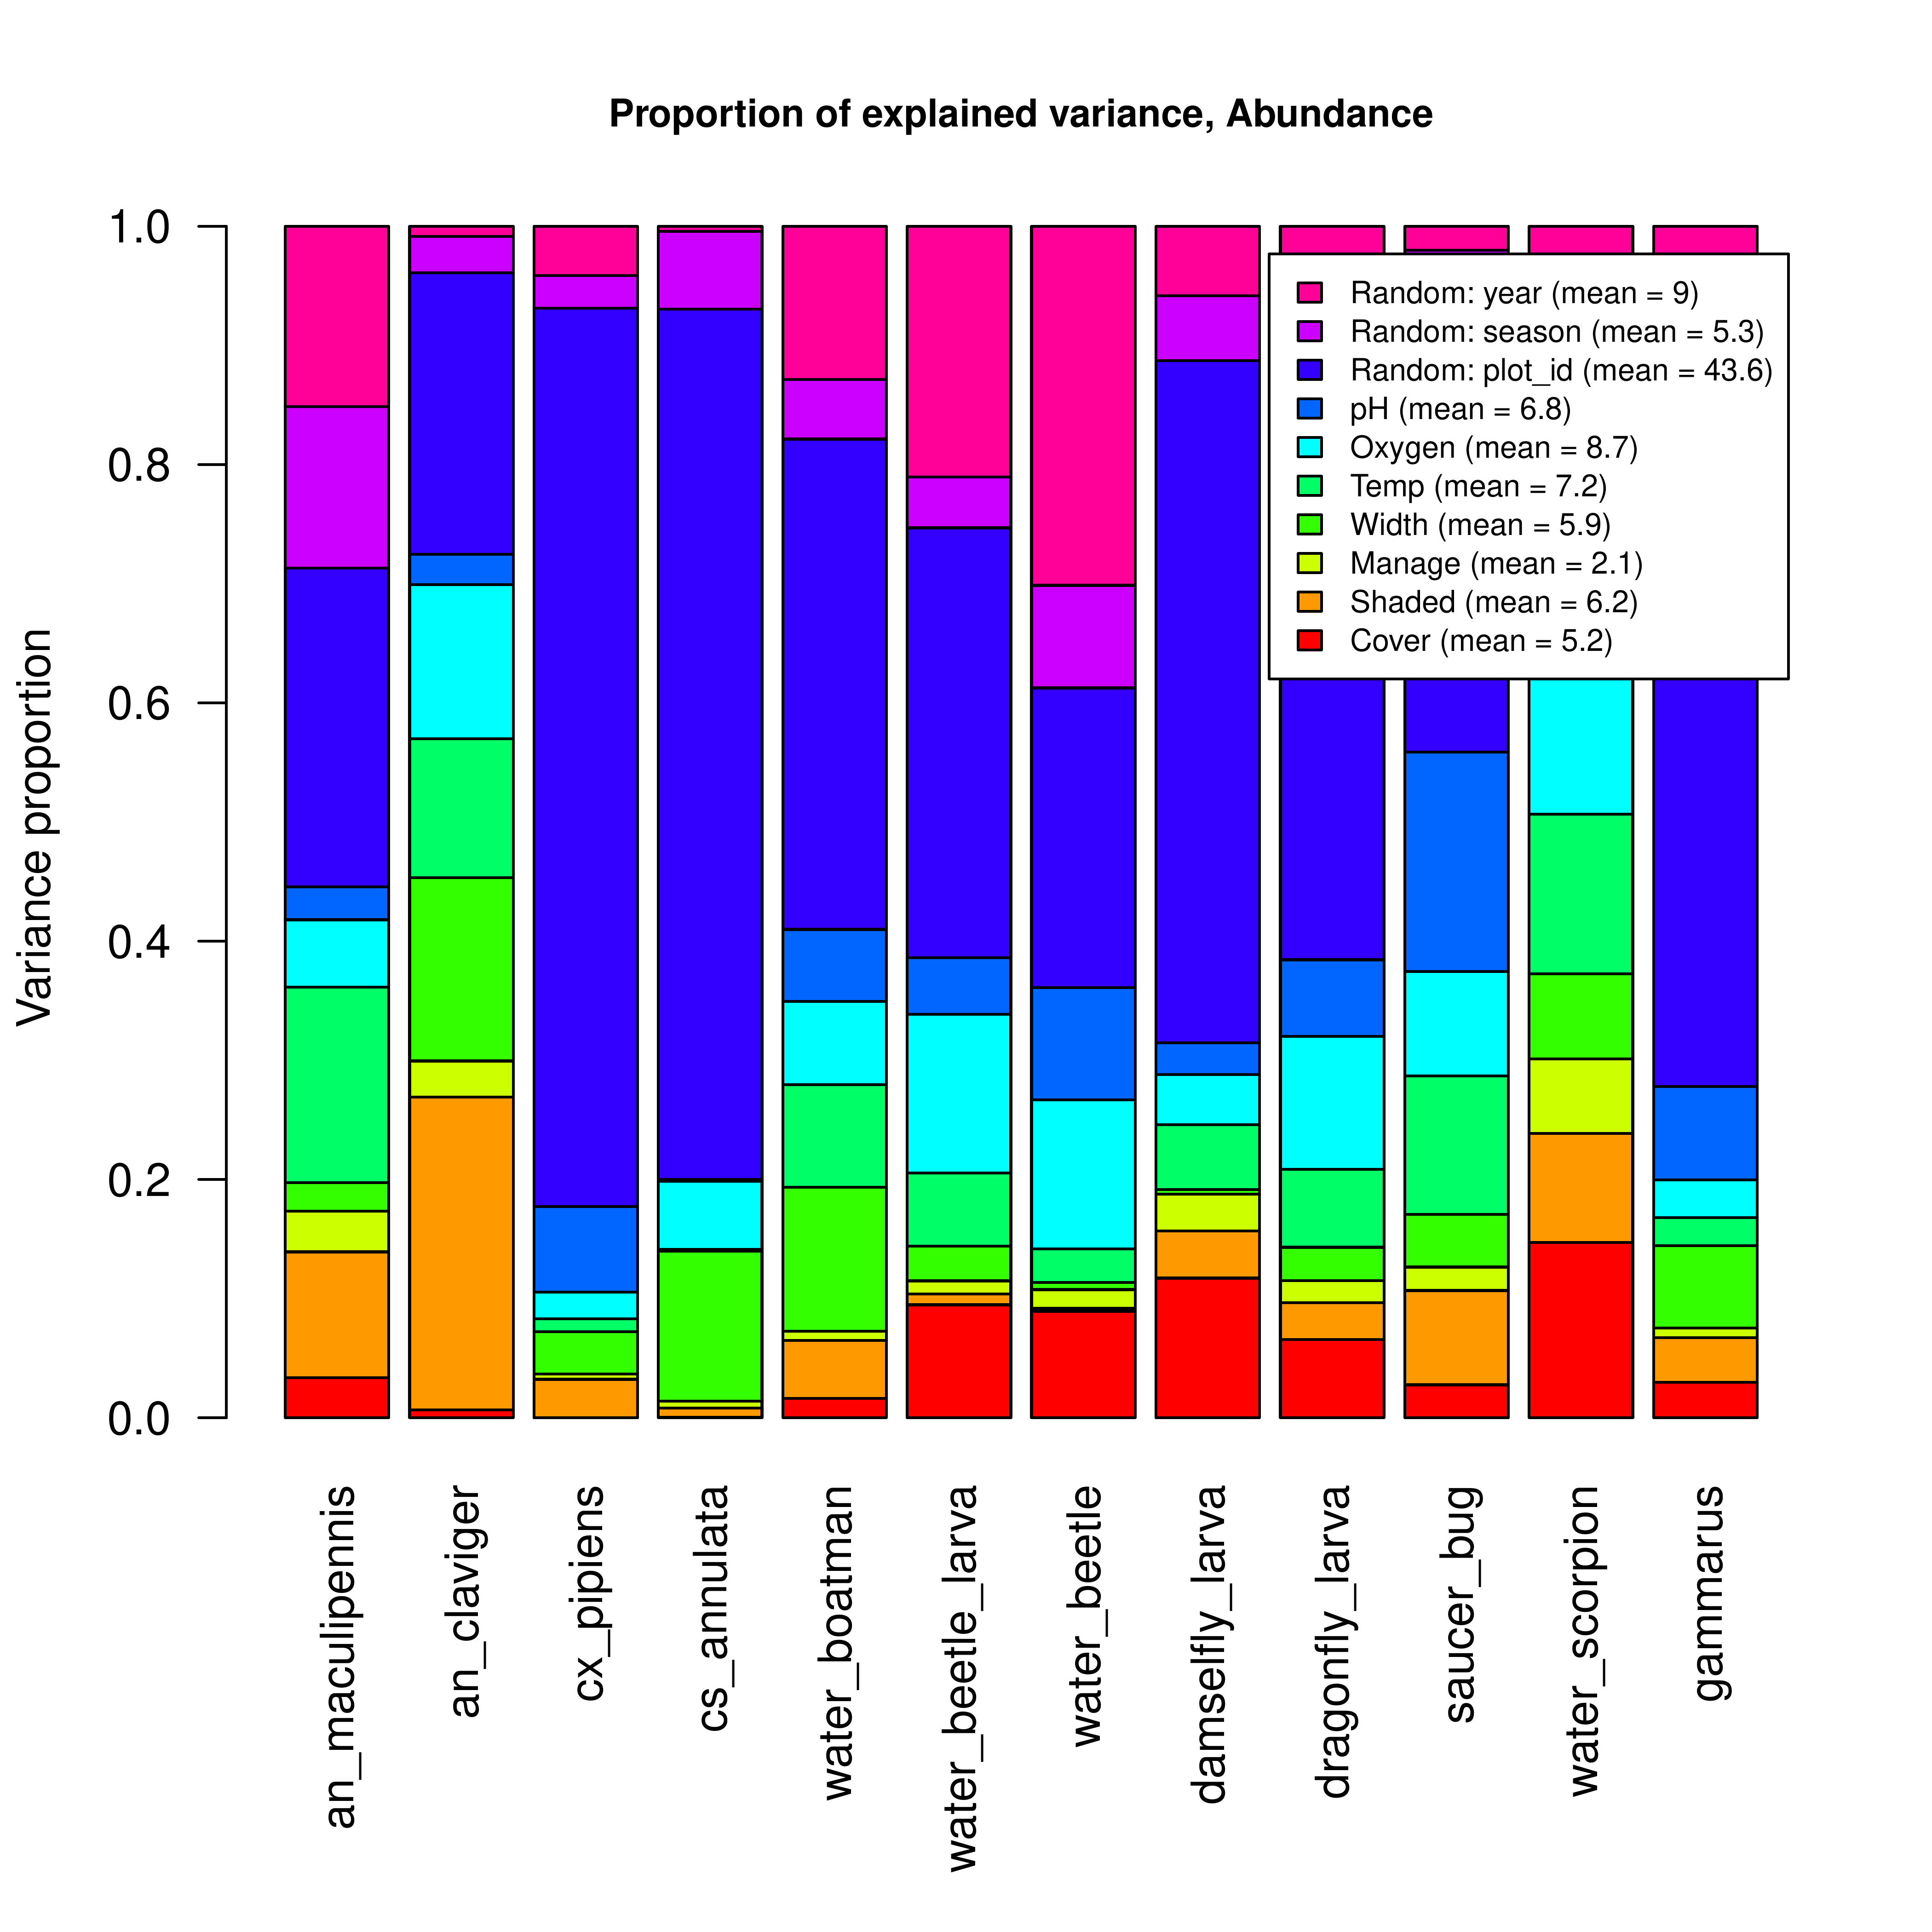 Proportion of explained variance, Abundance
Variance proportion
1.0
0.8
0.6
0.4
0.2
0.0
Random: year (mean = 9)
Random: season (mean = 5.3)
Random: plot_id (mean = 43.6)
pH (mean = 6.8)
Oxygen (mean = 8.7)
Temp (mean = 7.2)
Width (mean = 5.9)
Manage (mean = 2.1)
Shaded (mean = 6.2)
Cover (mean = 5.2)
an_maculipennis
an_claviger
cx_pipiens
cs_annulata
water_boatman
water_beetle_larva
water_beetle
damselfly_larva
dragonfly_larva
saucer_bug
water_scorpion
gammarus